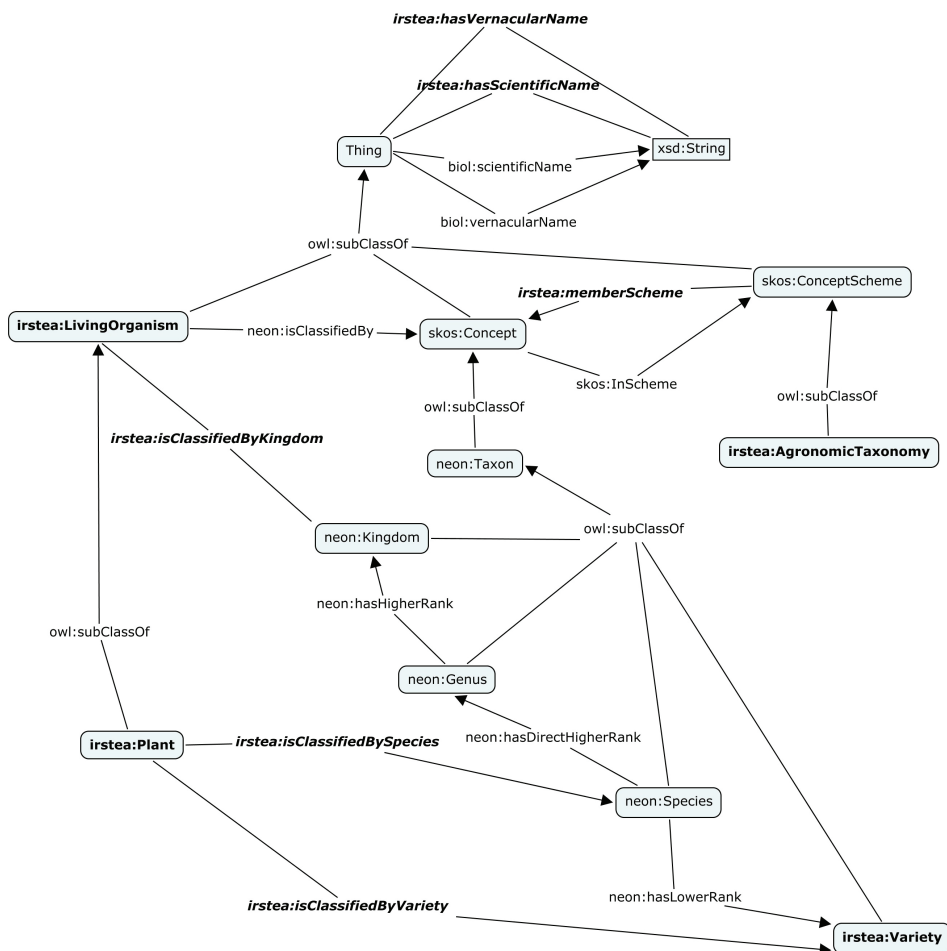 irstea:hasVernacularName
irstea:hasScientificName
Thing
xsd:String
biol:scientificName
biol:vernacularName
owl:subClassOf
skos:ConceptScheme
irstea:memberScheme
irstea:LivingOrganism
neon:isClassifiedBy
skos:Concept
skos:InScheme
owl:subClassOf
owl:subClassOf
irstea:isClassifiedByKingdom
neon:Taxon
irstea:AgronomicTaxonomy
neon:Kingdom
owl:subClassOf
neon:hasHigherRank
owl:subClassOf
neon:Genus
irstea:Plant
irstea:isClassifiedBySpecies
neon:hasDirectHigherRank
neon:Species
neon:hasLowerRank
irstea:isClassifiedByVariety
irstea:Variety